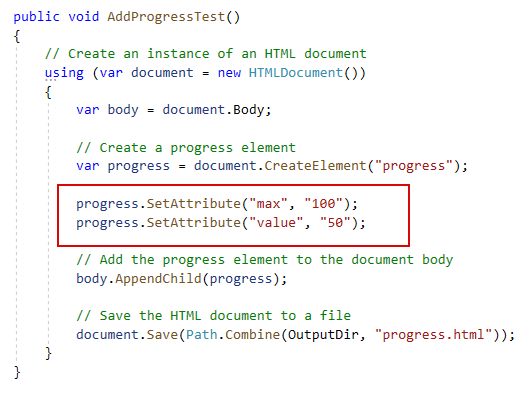 public void AddProgressTest()
{
// Create an instance of an HTML document
using (var document = new HTMLDocument())
{
var body = document.Body;
// Create a progress element
var progress = document.CreateElement("progress");
progress.SetAttribute("max", "100");
progress.SetAttribute("value", "50");
// Add the progress element to the document body
body.AppendChild(progress);
// Save the HTML document to a file
document.Save(Path.Combine(OutputDir, "progress.html"));
}
}